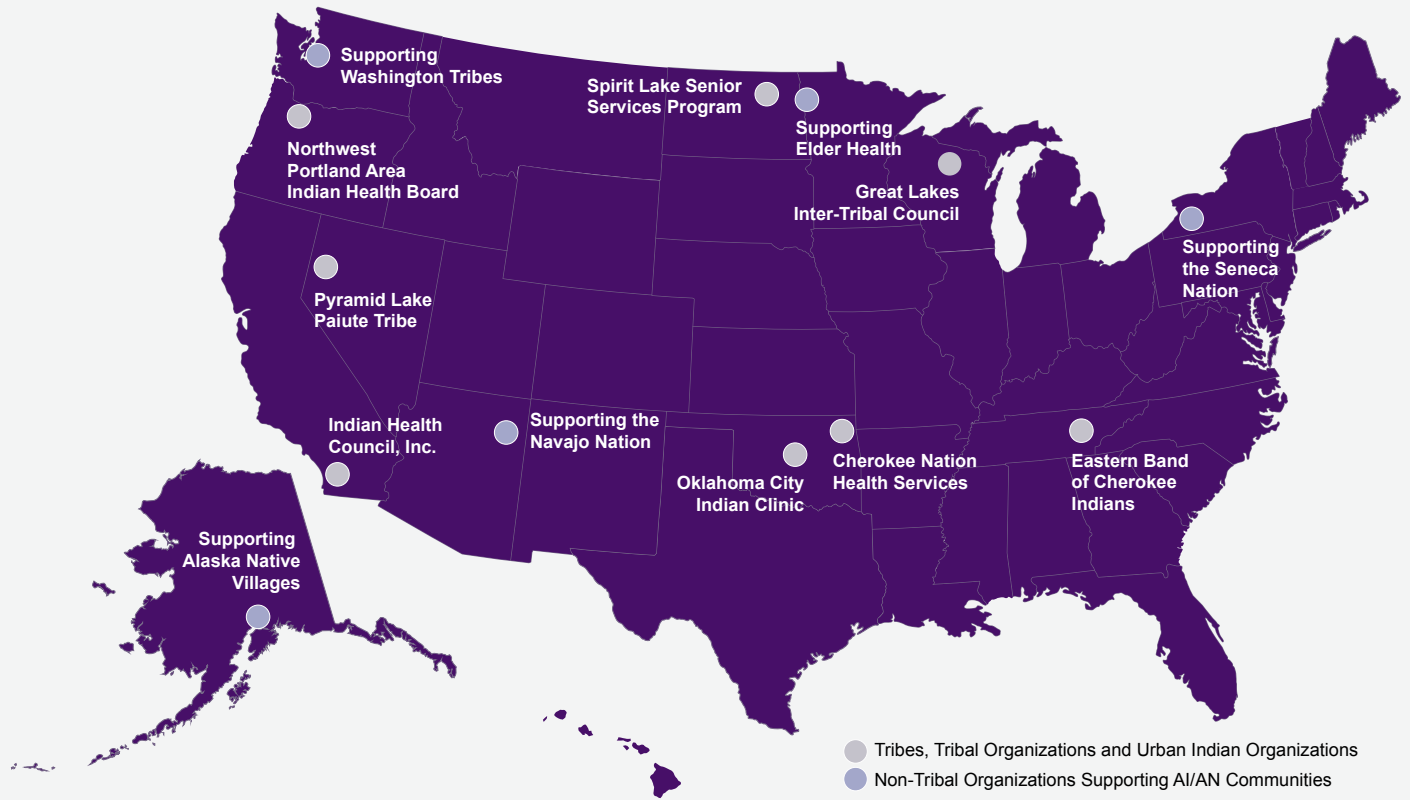 Supporting
Washington Tribes
Spirit Lake Senior
Services Program
Supporting
Elder Health
Northwest
Portland Area
Indian Health Board
Great Lakes
Inter-Tribal Council
Supporting
the Seneca
Nation
Pyramid Lake
Paiute Tribe
Indian Health
Council, Inc.
Supporting the
Navajo Nation
Oklahoma City
Indian Clinic
Cherokee Nation
Health Services
Eastern Band
of Cherokee
Indians
Supporting
Alaska Native
Villages
Tribes, Tribal Organizations and Urban Indian Organizations
Non-Tribal Organizations Supporting AI/AN Communities